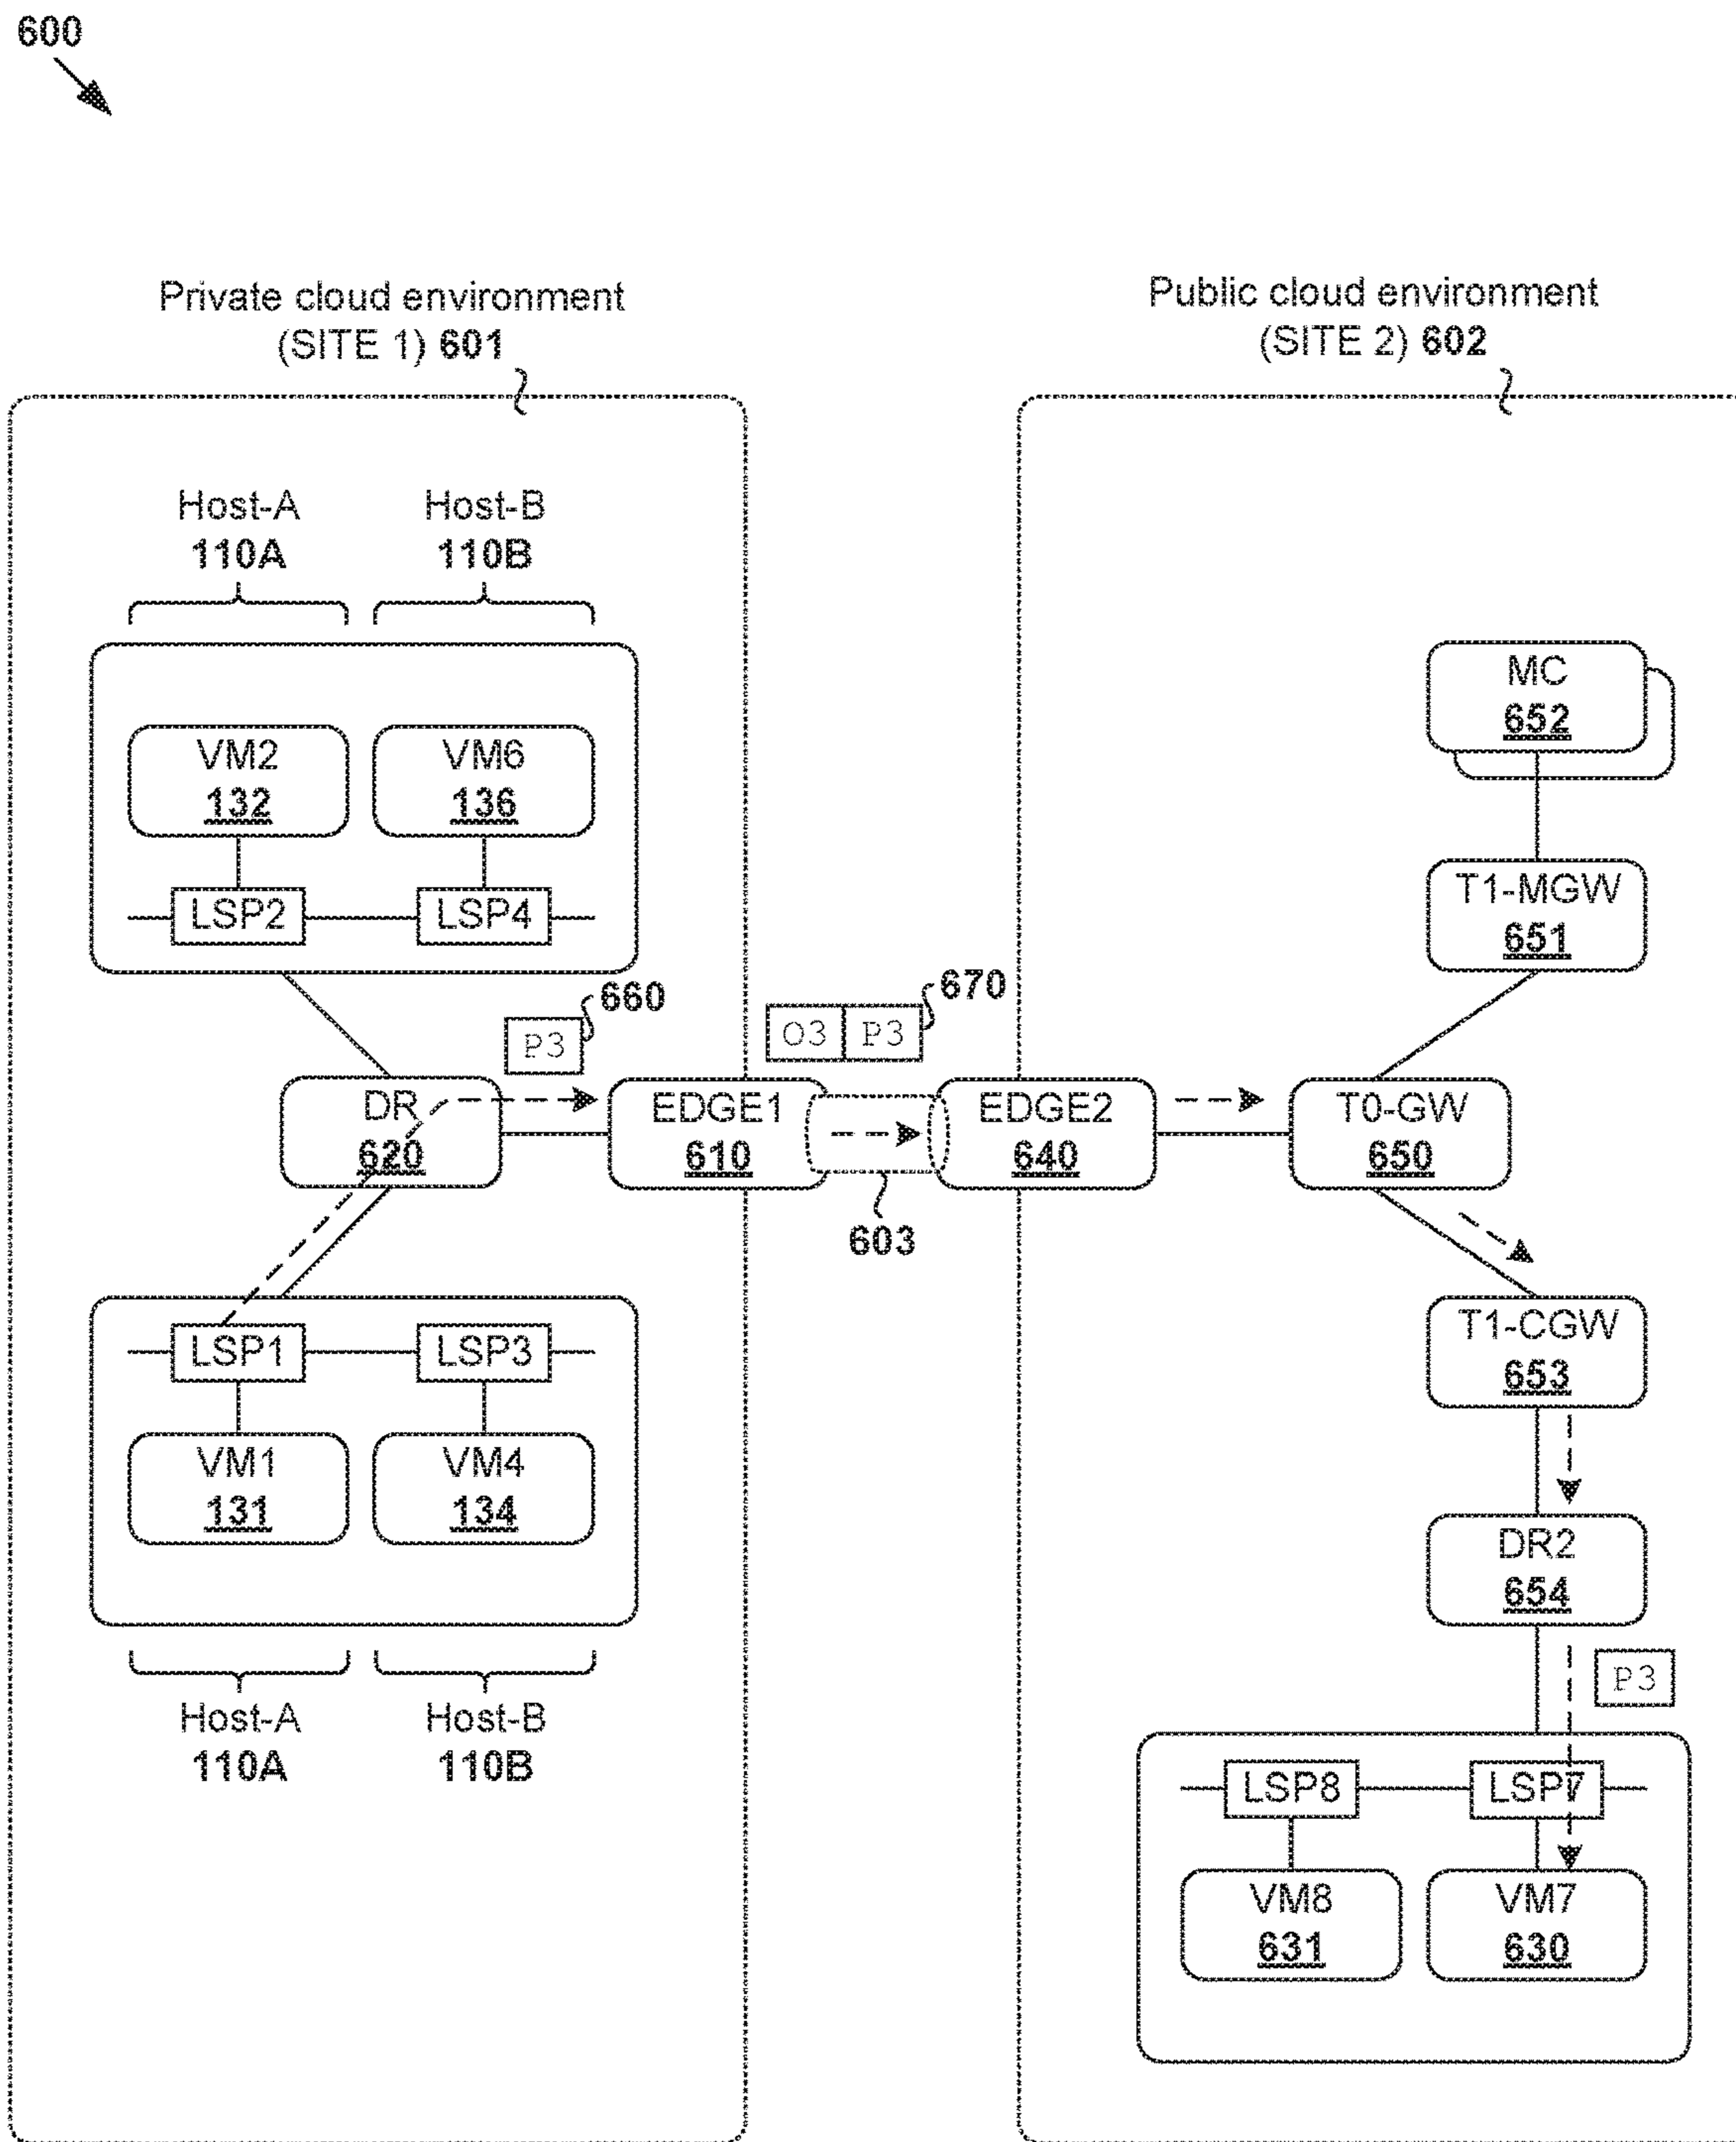 600
Private cloud environment
(SITE 1) 601
Public cloud environment
(SITE 2) 602
Host-A
110A
Host-B
110B
VM2
132
VM6
136
LSP2
LSP4
MC
652
T1-MGW
651
P3
660
O3
P3
670
DR
620
EDGE1
610
EDGE2
640
T0-GW
650
603
LSP1
LSP3
VM1
131
VM4
134
Host-A
110A
Host-B
110B
T1-CGW
653
DR2
654
P3
LSP8
LSP7
VM8
631
VM7
630